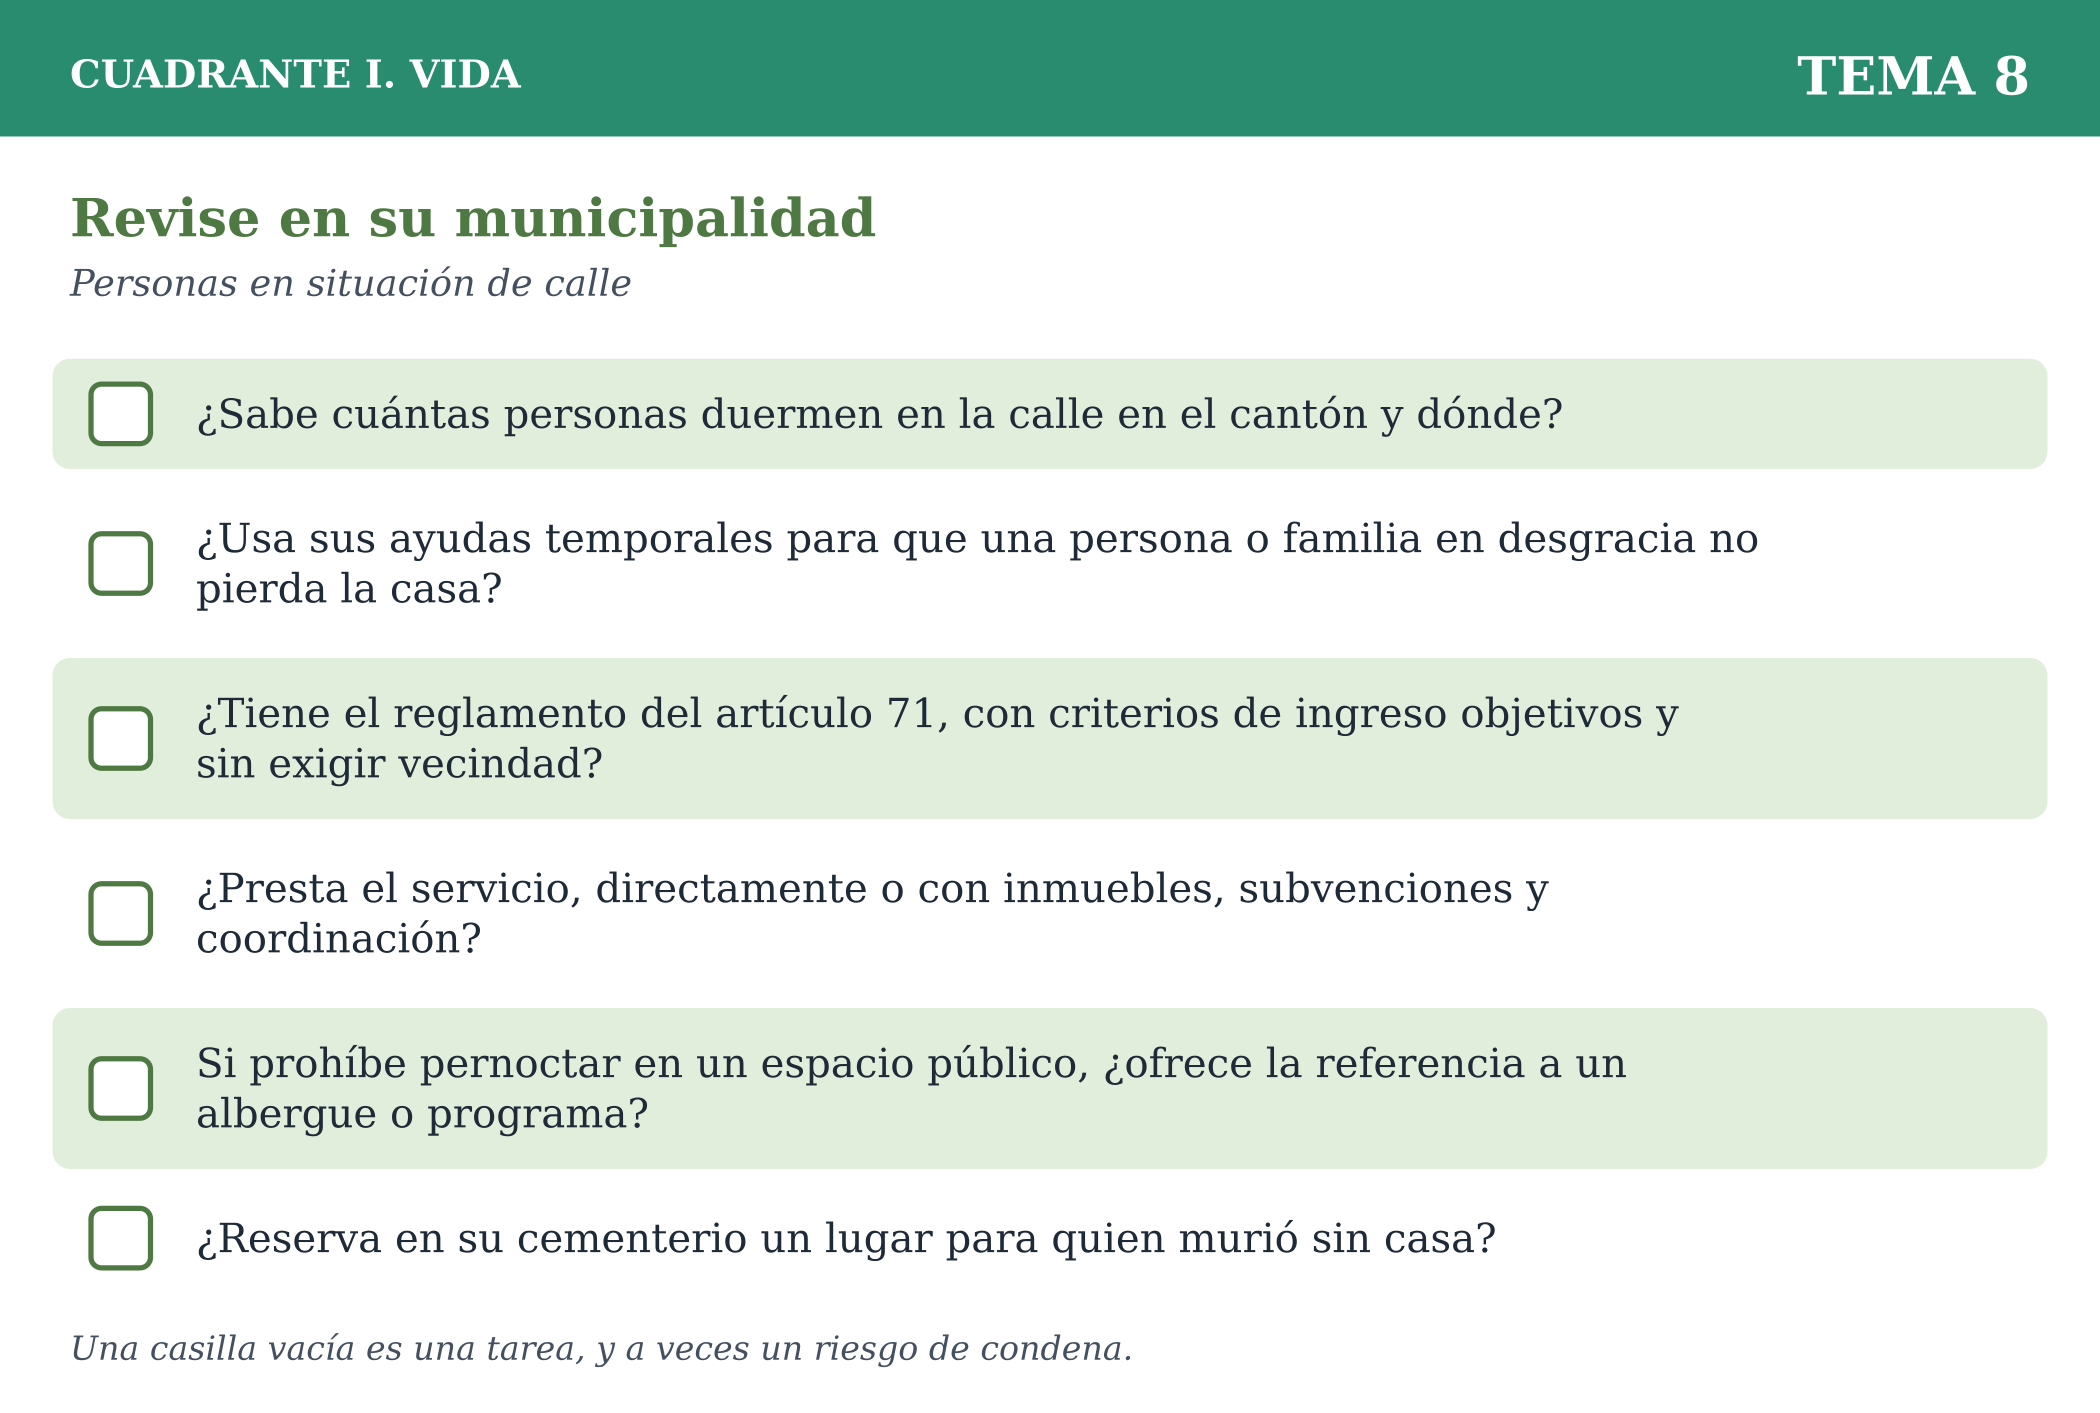 CUADRANTE I. VIDA
TEMA 8
Revise en su municipalidad
Personas en situación de calle
¿Sabe cuántas personas duermen en la calle en el cantón y dónde?
¿Usa sus ayudas temporales para que una persona o familia en desgracia no
pierda la casa?
¿Tiene el reglamento del artículo 71, con criterios de ingreso objetivos y
sin exigir vecindad?
¿Presta el servicio, directamente o con inmuebles, subvenciones y
coordinación?
Si prohíbe pernoctar en un espacio público, ¿ofrece la referencia a un
albergue o programa?
¿Reserva en su cementerio un lugar para quien murió sin casa?
Una casilla vacía es una tarea, y a veces un riesgo de condena.